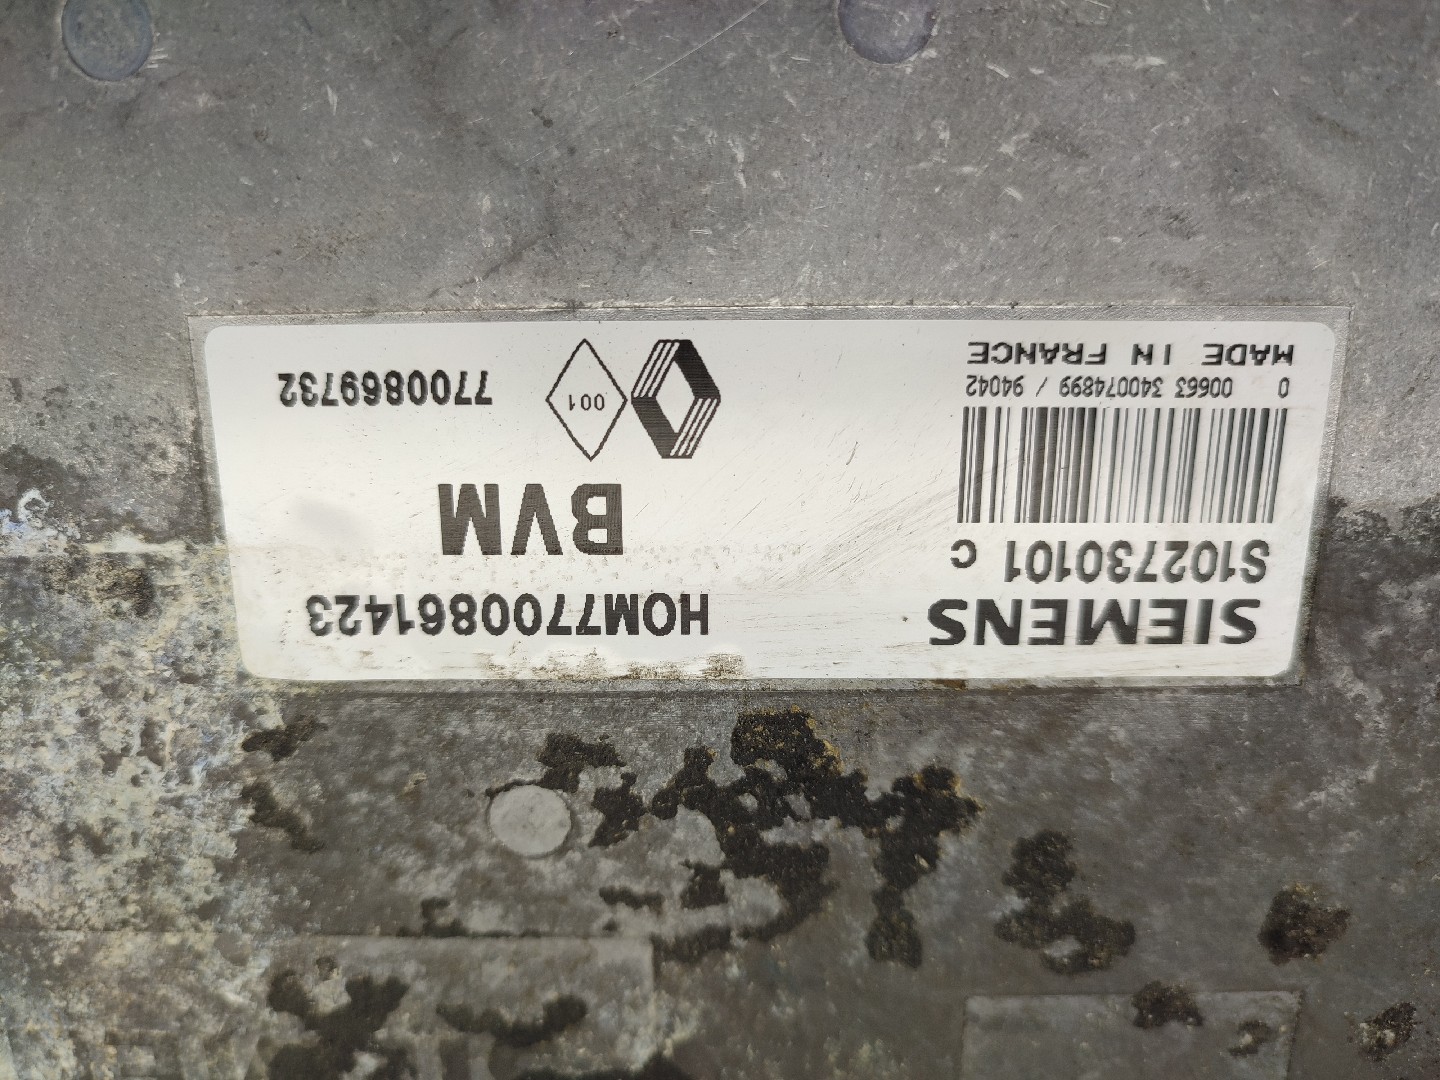 SIEMENS
S102730101 C
0 00663 340074899 / 94042
MADE IN FRANCE
HOM7700861423
BVM
001
7700869732